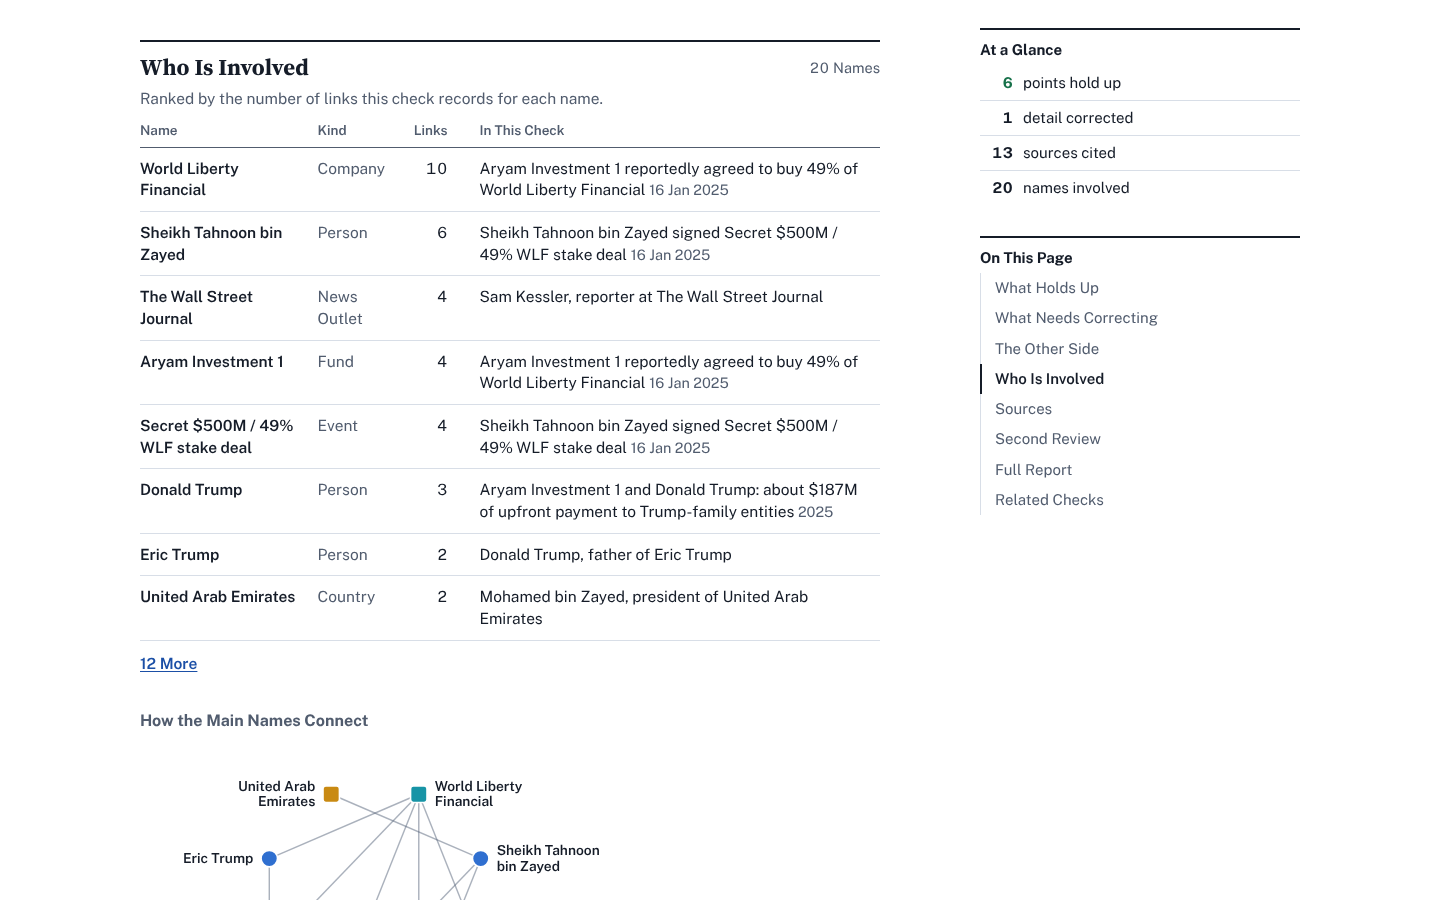 Who Is Involved
20 Names
Ranked by the number of links this check records for each name.
Name Kind Links In This Check
World Liberty Financial
Company
10
Aryam Investment 1 reportedly agreed to buy 49% of
World Liberty Financial 16 Jan 2025
Sheikh Tahnoon bin
Zayed
Person
6
Sheikh Tahnoon bin Zayed signed Secret $500M /
49% WLF stake deal 16 Jan 2025
The Wall Street
Journal
News
Outlet
4
Sam Kessler, reporter at The Wall Street Journal
Aryam Investment 1
Fund
4
Aryam Investment 1 reportedly agreed to buy 49% of
World Liberty Financial 16 Jan 2025
Secret $500M / 49%
WLF stake deal
Event
4
Sheikh Tahnoon bin Zayed signed Secret $500M /
49% WLF stake deal 16 Jan 2025
Donald Trump
Person
3
Aryam Investment 1 and Donald Trump: about $187M
of upfront payment to Trump-family entities 2025
Eric Trump
Person
2
Donald Trump, father of Eric Trump
United Arab Emirates
Country
2
Mohamed bin Zayed, president of United Arab
Emirates
12 More
How the Main Names Connect
United Arab
Emirates
World Liberty
Financial
Eric Trump
Sheikh Tahnoon
bin Zayed
At a Glance
6 points hold up
1 detail corrected
13 sources cited
20 names involved
On This Page
What Holds Up
What Needs Correcting
The Other Side
Who Is Involved
Sources
Second Review
Full Report
Related Checks